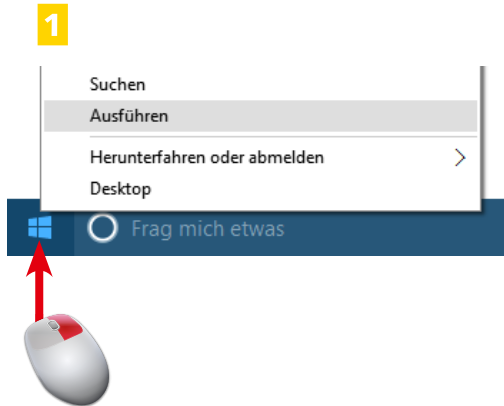 1
Suchen
Ausführen
Herunterfahren oder abmelden
Desktop
Frag mich etwas